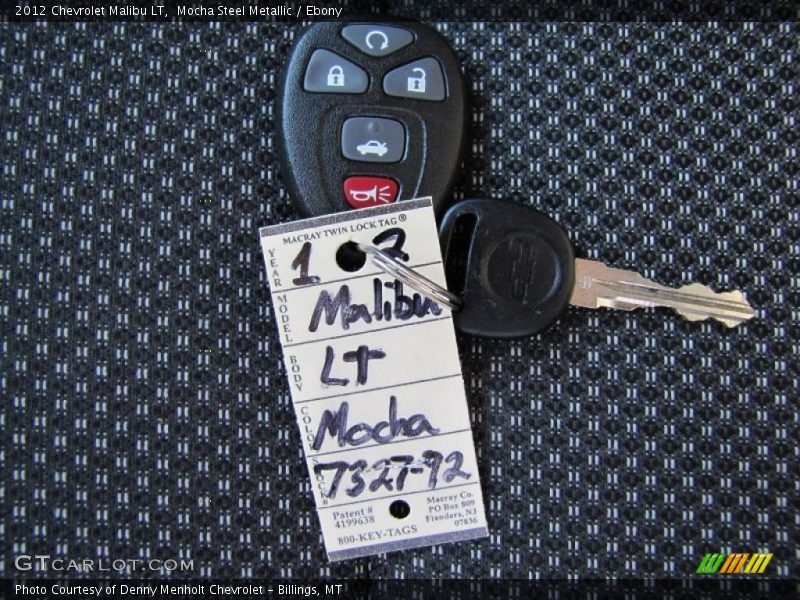 2012 Chevrolet Malibu LT,  Mocha Steel Metallic / Ebony
MACRAY TWIN LOCK TAG®
YEAR 1 2
MODEL Malibu
BODY LT
COLOR Mocha
STOCK# 7327-92
Patent #
4199638
800-KEY-TAGS
Macray Co.
PO Box 809
Flanders, NJ
07836
GTCARLOT.COM
Photo Courtesy of Denny Menholt Chevrolet - Billings, MT